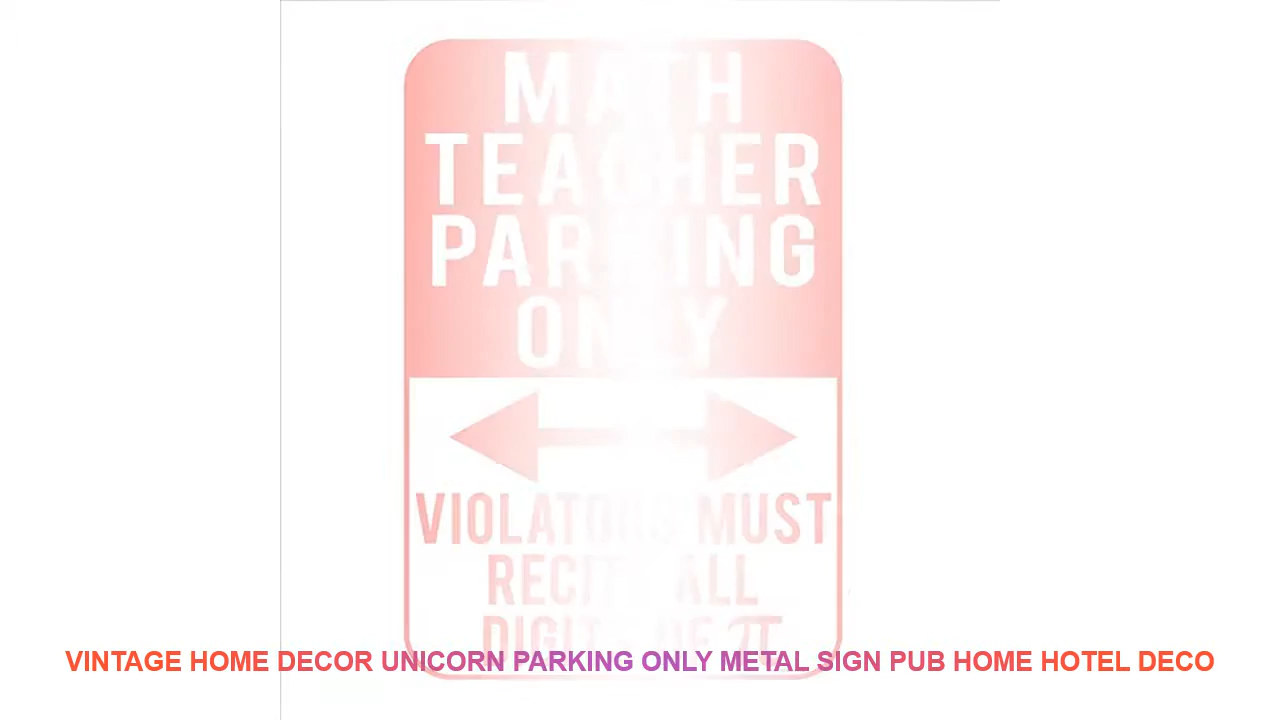 MATH
TEACHER
PARKING
ONLY
VIOLATORS MUST
RECITE ALL
DIGITS OF π
VINTAGE HOME DECOR UNICORN PARKING ONLY METAL SIGN PUB HOME HOTEL DECO